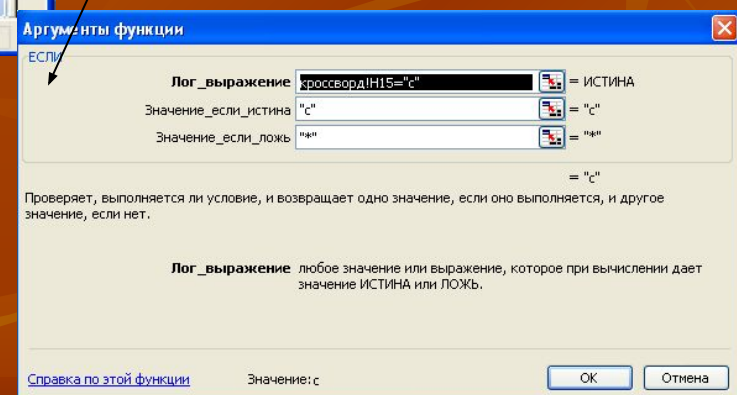 Аргументы функции
ЕСЛИ
Лог_выражение кроссворд!H15="с" = ИСТИНА
Значение_если_истина "с" = "с"
Значение_если_ложь "*" = "*"
= "с"
Проверяет, выполняется ли условие, и возвращает одно значение, если оно выполняется, и другое
значение, если нет.
Лог_выражение любое значение или выражение, которое при вычислении дает
значение ИСТИНА или ЛОЖЬ.
Справка по этой функции Значение:с OK Отмена